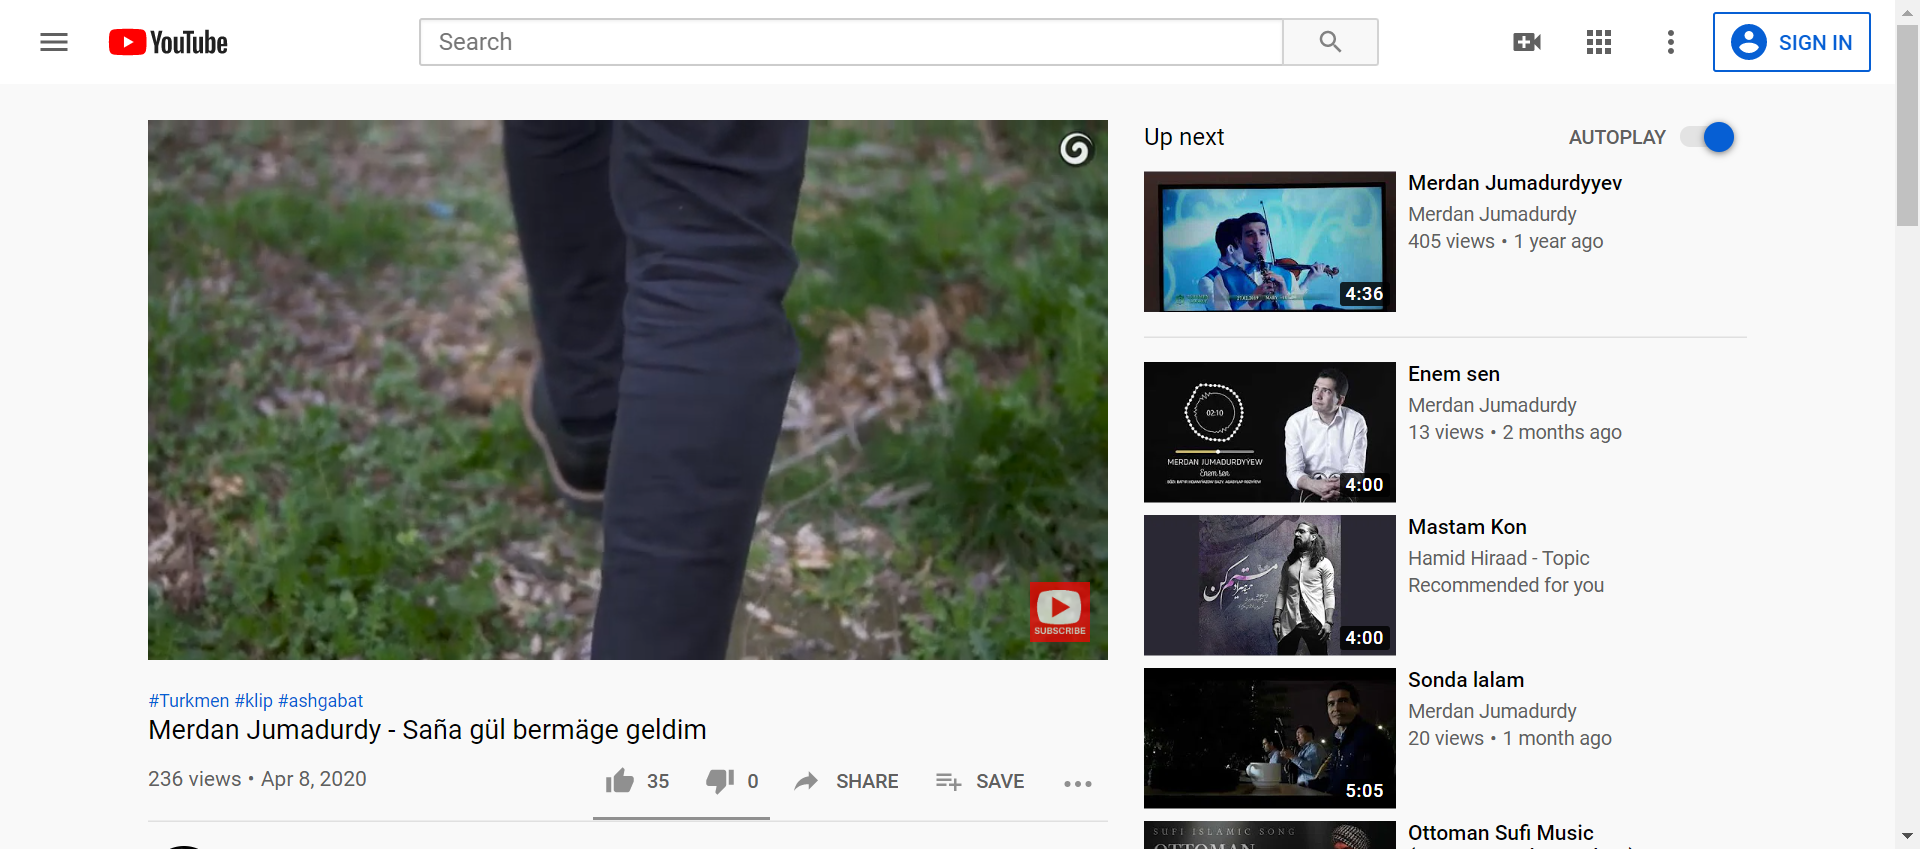 YouTube
Search
SIGN IN
SUBSCRIBE
#Turkmen #klip #ashgabat
Merdan Jumadurdy - Saña gül bermäge geldim
236 views • Apr 8, 2020
35
0
SHARE
SAVE
Up next
AUTOPLAY
4:36
Merdan Jumadurdyyev
Merdan Jumadurdy
405 views • 1 year ago
02:10
MERDAN JUMADURDYYEW
Enem sen
4:00
Enem sen
Merdan Jumadurdy
13 views • 2 months ago
4:00
Mastam Kon
Hamid Hiraad - Topic
Recommended for you
5:05
Sonda lalam
Merdan Jumadurdy
20 views • 1 month ago
SUFI ISLAMIC SONG
OTTOMAN
Ottoman Sufi Music